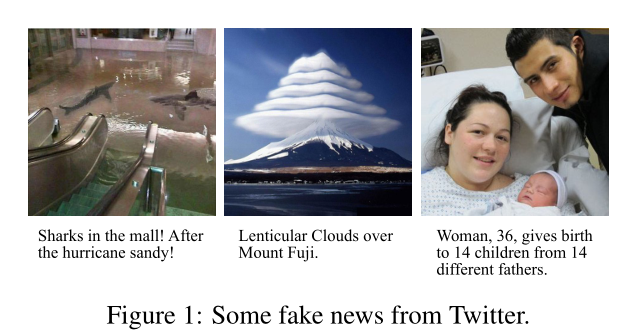 Sharks in the mall! After
the hurricane sandy!
Lenticular Clouds over
Mount Fuji.
Woman, 36, gives birth
to 14 children from 14
different fathers.
Figure 1: Some fake news from Twitter.